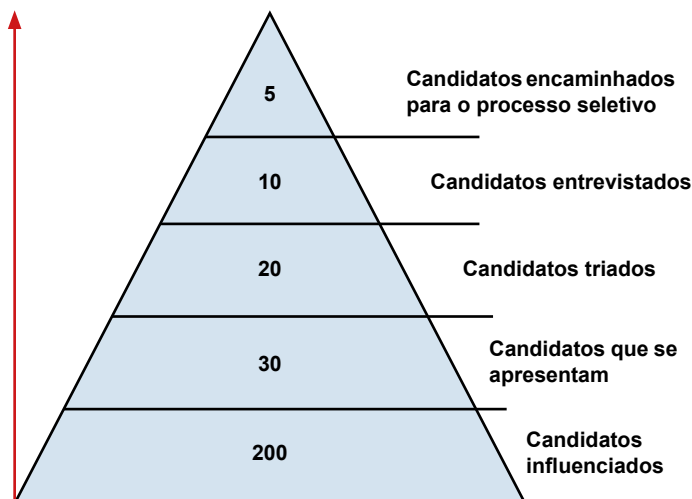 5
Candidatos encaminhados
para o processo seletivo
10
Candidatos entrevistados
20
Candidatos triados
30
Candidatos que se
apresentam
200
Candidatos
influenciados